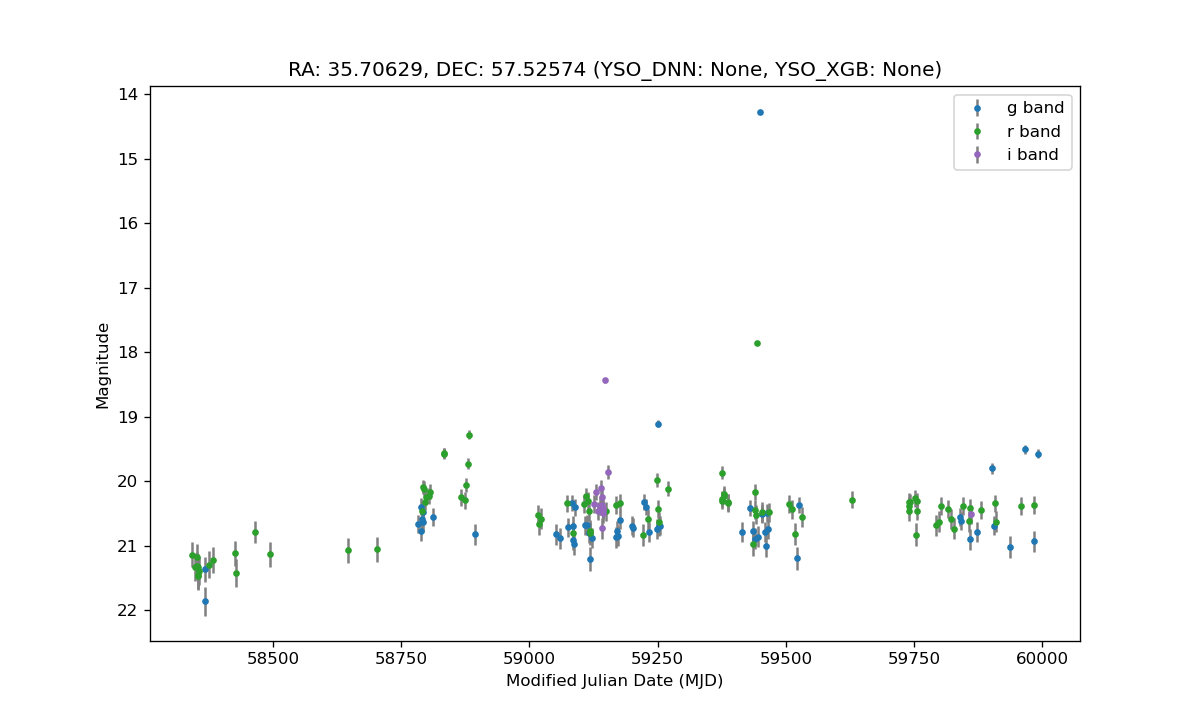 RA: 35.70629, DEC: 57.52574 (YSO_DNN: None, YSO_XGB: None)
14
15
16
17
18
19
20
21
22
Magnitude
g band
r band
i band
58500
58750
59000
59250
59500
59750
60000
Modified Julian Date (MJD)